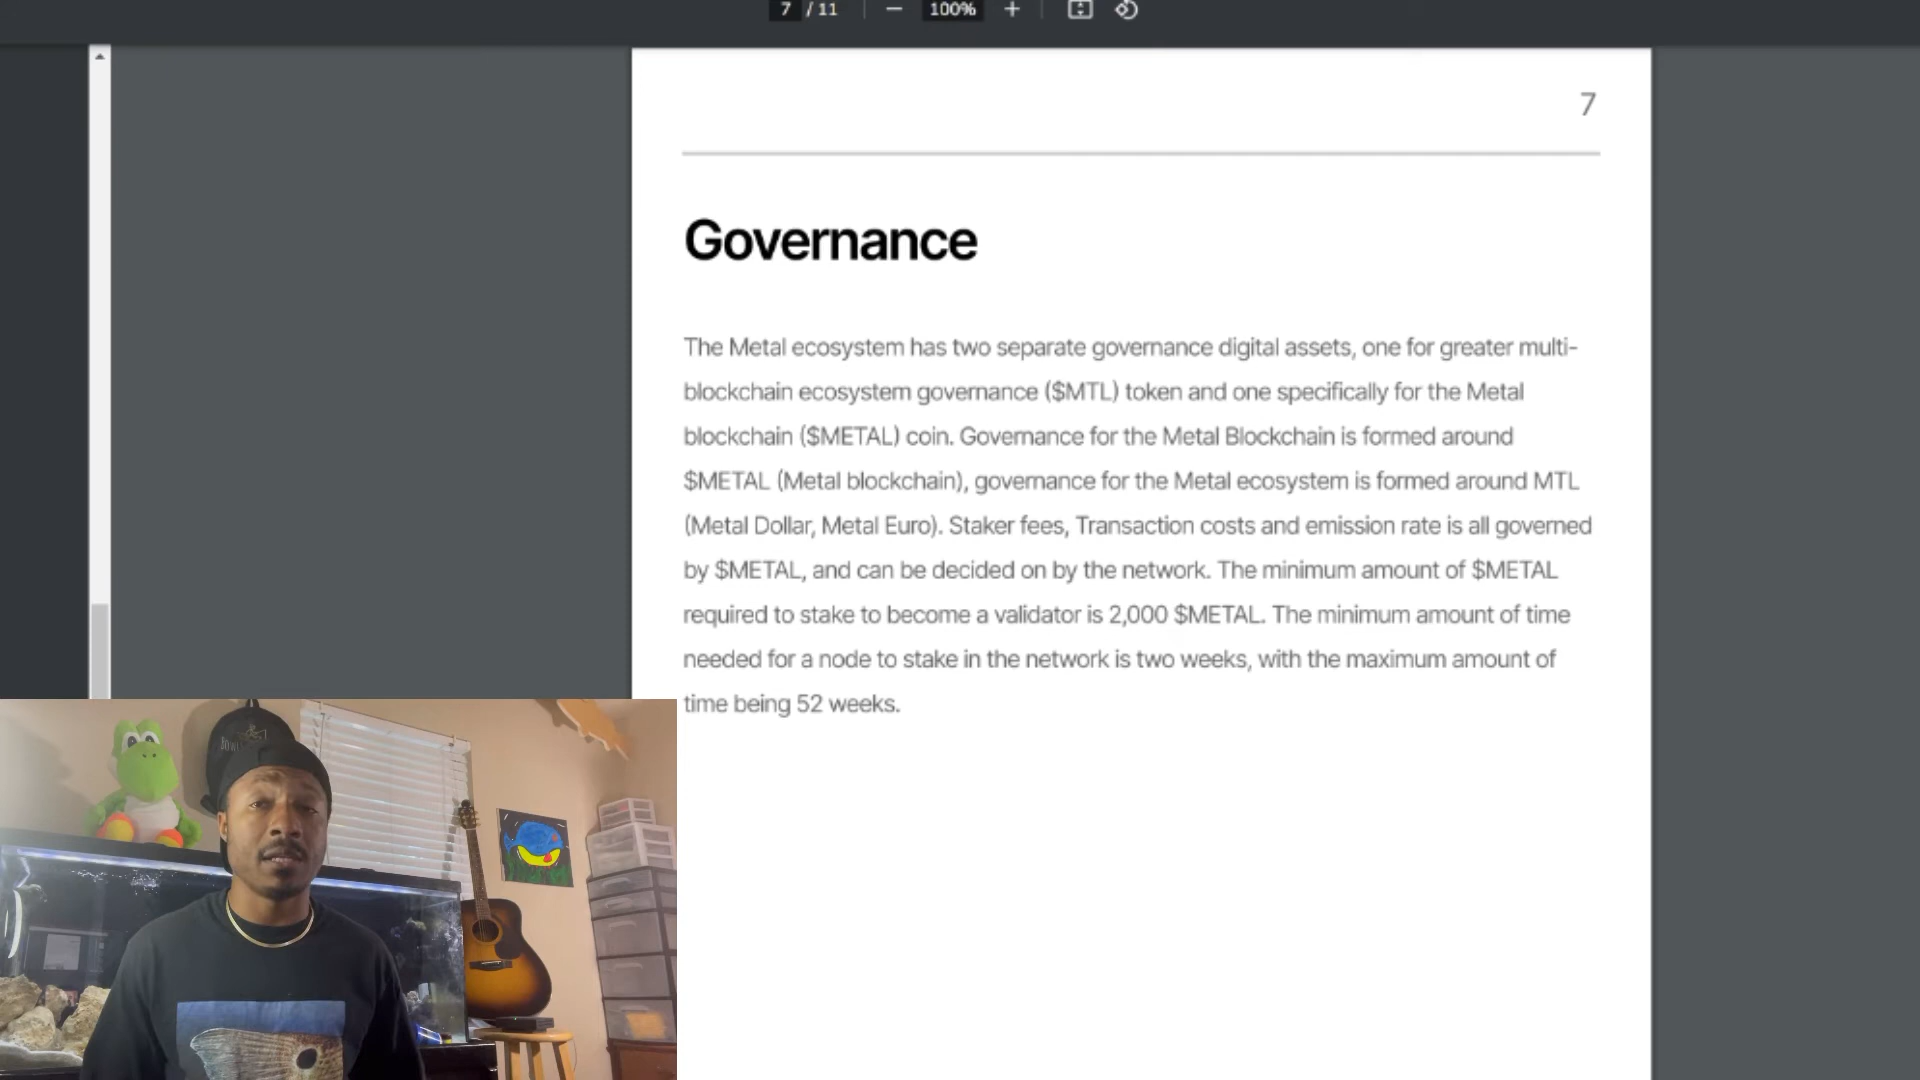 7 / 11
100%
7
Governance
The Metal ecosystem has two separate governance digital assets, one for greater multi-
blockchain ecosystem governance ($MTL) token and one specifically for the Metal
blockchain ($METAL) coin. Governance for the Metal Blockchain is formed around
$METAL (Metal blockchain), governance for the Metal ecosystem is formed around MTL
(Metal Dollar, Metal Euro). Staker fees, Transaction costs and emission rate is all governed
by $METAL, and can be decided on by the network. The minimum amount of $METAL
required to stake to become a validator is 2,000 $METAL. The minimum amount of time
needed for a node to stake in the network is two weeks, with the maximum amount of
time being 52 weeks.